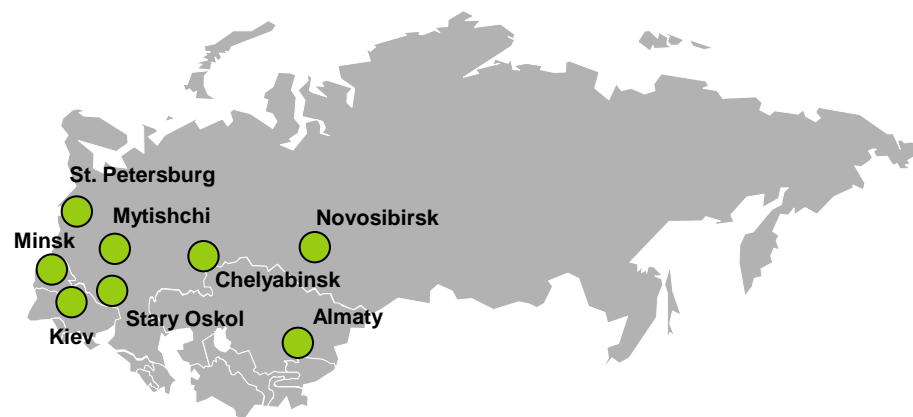 St. Petersburg
Mytishchi
Novosibirsk
Minsk
Chelyabinsk
Stary Oskol
Almaty
Kiev